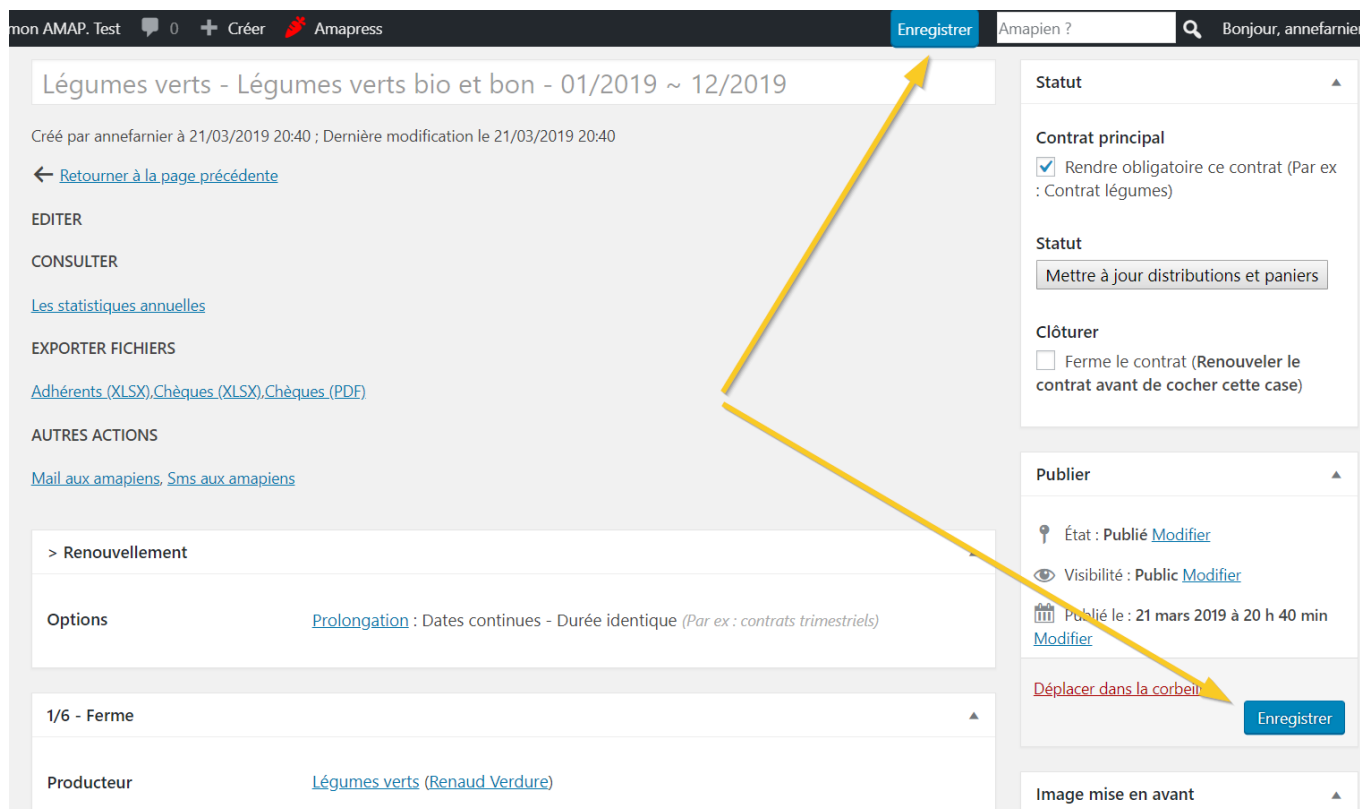 mon AMAP. Test 0 Créer Amapress Enregistrer Amapien ? Bonjour, annefarnier
Légumes verts - Légumes verts bio et bon - 01/2019 ~ 12/2019
Créé par annefarnier à 21/03/2019 20:40 ; Dernière modification le 21/03/2019 20:40
Retourner à la page précédente
EDITER
CONSULTER
Les statistiques annuelles
EXPORTER FICHIERS
Adhérents (XLSX),Chèques (XLSX),Chèques (PDF)
AUTRES ACTIONS
Mail aux amapiens, Sms aux amapiens
> Renouvellement
Options Prolongation : Dates continues - Durée identique (Par ex : contrats trimestriels)
1/6 - Ferme
Producteur Légumes verts (Renaud Verdure)
Statut
Contrat principal
Rendre obligatoire ce contrat (Par ex
: Contrat légumes)
Statut
Mettre à jour distributions et paniers
Clôturer
Ferme le contrat (Renouveler le
contrat avant de cocher cette case)
Publier
État : Publié Modifier
Visibilité : Public Modifier
Publié le : 21 mars 2019 à 20 h 40 min
Modifier
Déplacer dans la corbeille
Enregistrer
Image mise en avant